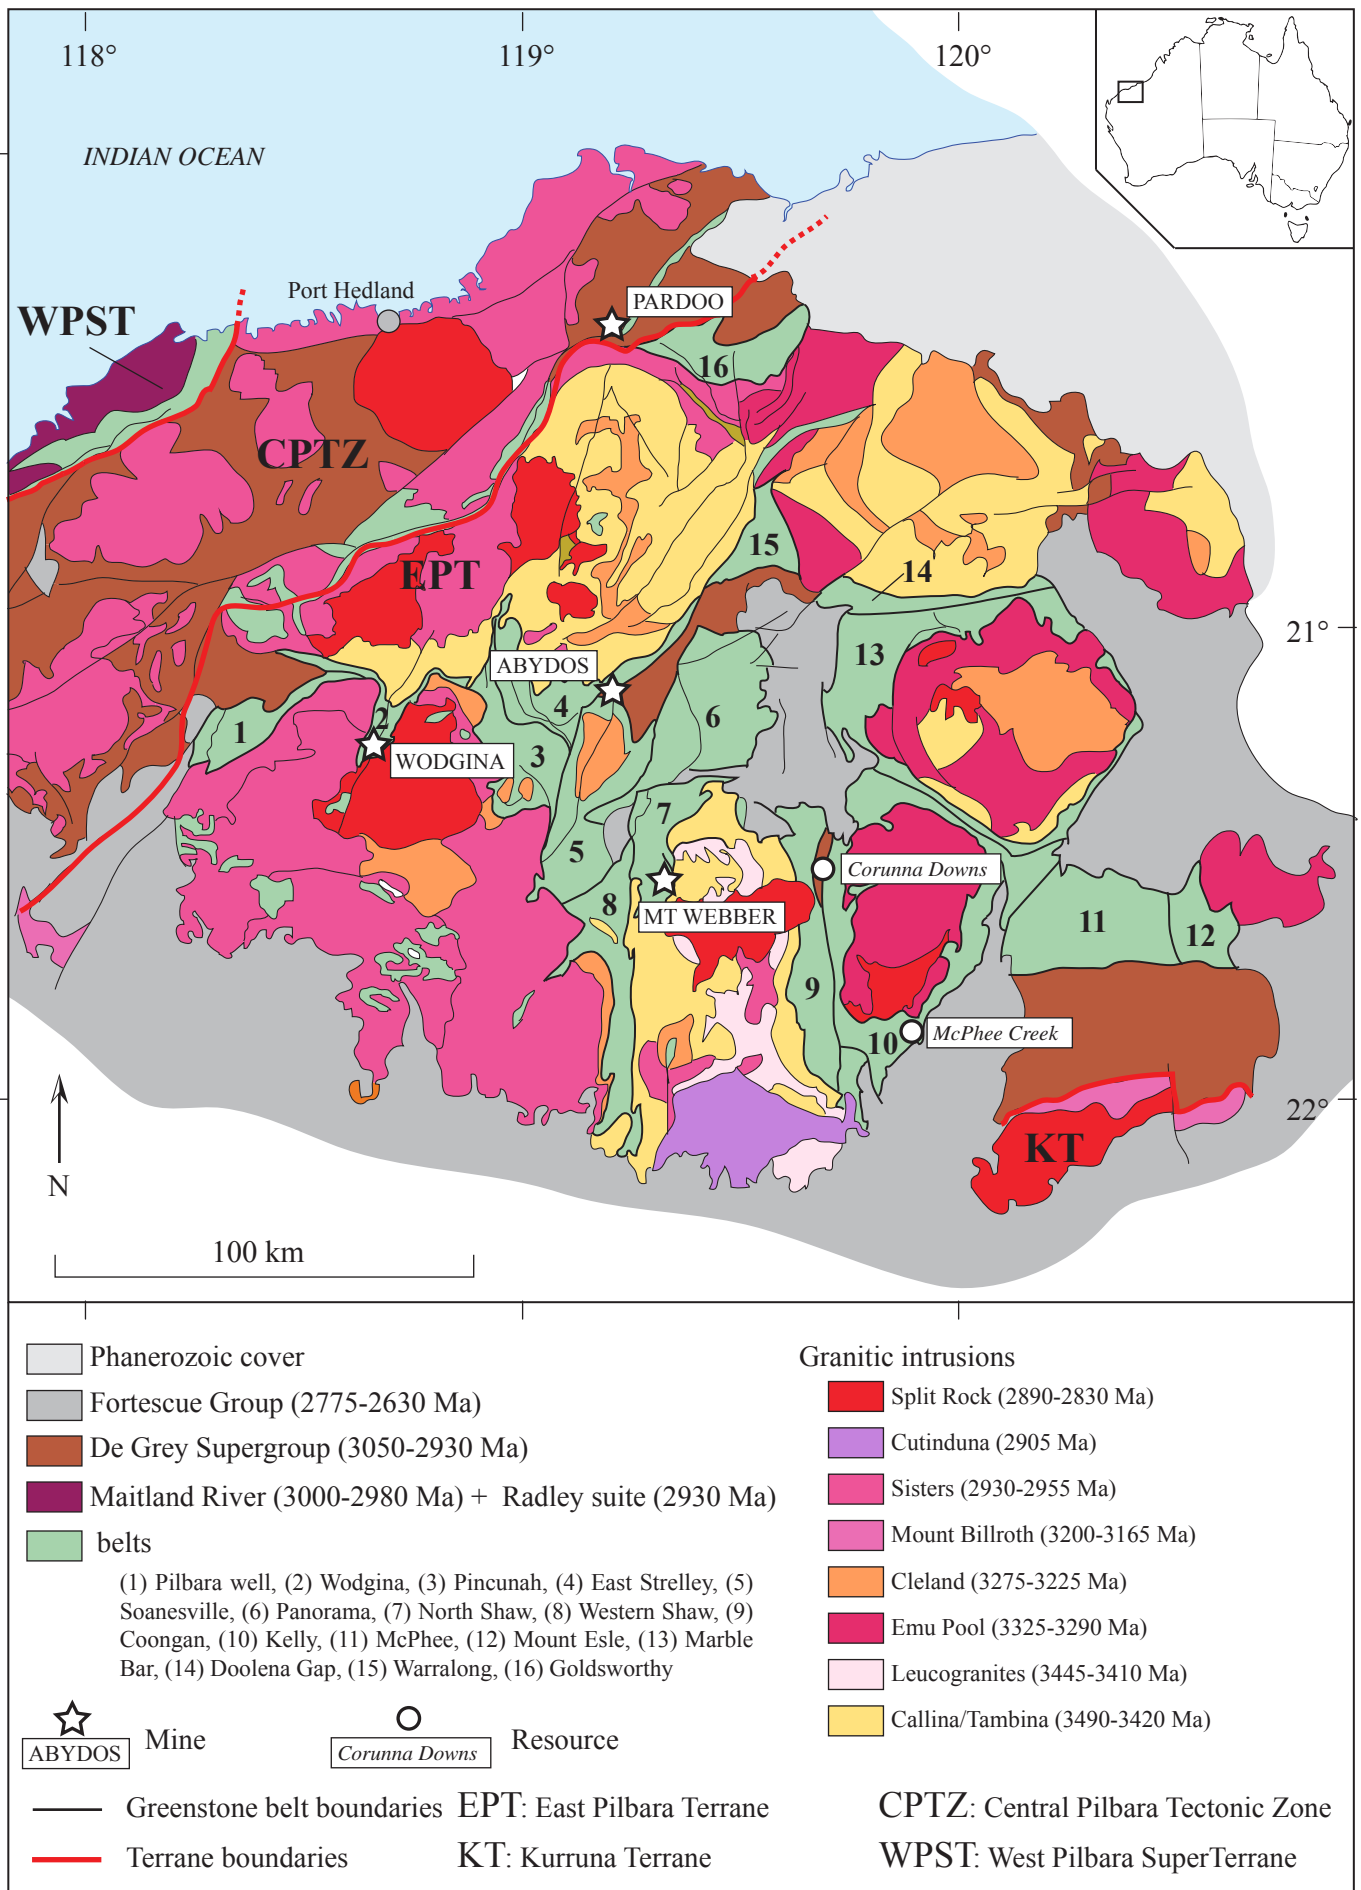 118°
119°
120°
INDIAN OCEAN
Port Hedland
PARDOO
WPST
16
CPTZ
15
EPT
14
21°
13
ABYDOS
4
6
1
2
3
WODGINA
7
5
Corunna Downs
8
MT WEBBER
11
12
9
10
McPhee Creek
22°
KT
N
100 km
Phanerozoic cover
Fortescue Group (2775-2630 Ma)
De Grey Supergroup (3050-2930 Ma)
Maitland River (3000-2980 Ma) + Radley suite (2930 Ma)
belts
(1) Pilbara well, (2) Wodgina, (3) Pincunah, (4) East Strelley, (5)
Soanesville, (6) Panorama, (7) North Shaw, (8) Western Shaw, (9)
Coongan, (10) Kelly, (11) McPhee, (12) Mount Esle, (13) Marble
Bar, (14) Doolena Gap, (15) Warralong, (16) Goldsworthy
Granitic intrusions
Split Rock (2890-2830 Ma)
Cutinduna (2905 Ma)
Sisters (2930-2955 Ma)
Mount Billroth (3200-3165 Ma)
Cleland (3275-3225 Ma)
Emu Pool (3325-3290 Ma)
Leucogranites (3445-3410 Ma)
Callina/Tambina (3490-3420 Ma)
ABYDOS
Mine
Corunna Downs
Resource
Greenstone belt boundaries
EPT: East Pilbara Terrane
CPTZ: Central Pilbara Tectonic Zone
Terrane boundaries
KT: Kurruna Terrane
WPST: West Pilbara SuperTerrane